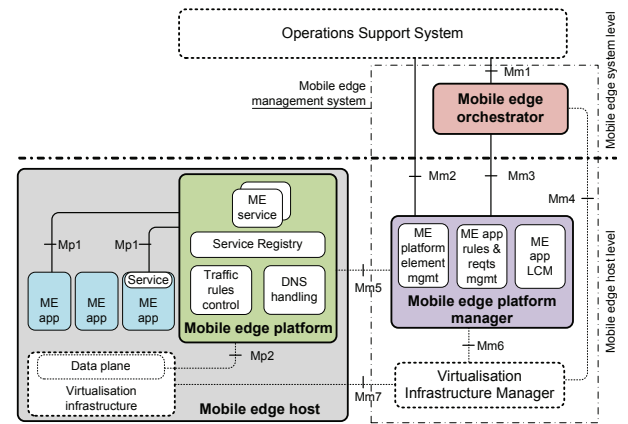 Operations Support System
Mobile edge
management system
Mm1
Mobile edge
orchestrator
Mobile edge system level
Mm2
Mm3
Mm4
ME
service
Mp1
Mp1
Service Registry
Service
ME
app
ME
app
ME
app
Traffic
rules
control
DNS
handling
Mobile edge platform
Mm5
ME
platform
element
mgmt
ME app
rules &
reqts
mgmt
ME
app
LCM
Mobile edge platform
manager
Mobile edge host level
Mp2
Mm6
Data plane
Virtualisation
infrastructure
Mobile edge host
Mm7
Virtualisation
Infrastructure Manager